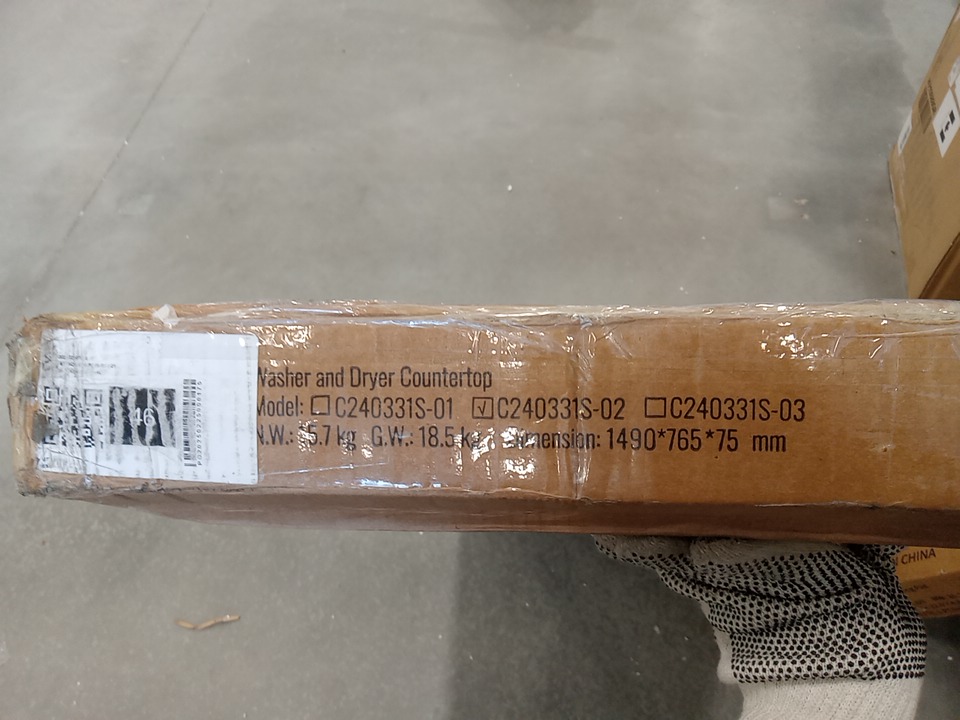 Washer and Dryer Countertop
Model: ☐ C240331S-01 ☑ C240331S-02 ☐ C240331S-03
N.W.: 15.7 kg G.W.: 18.5 kg Dimension: 1490*765*75 mm
46
CHINA